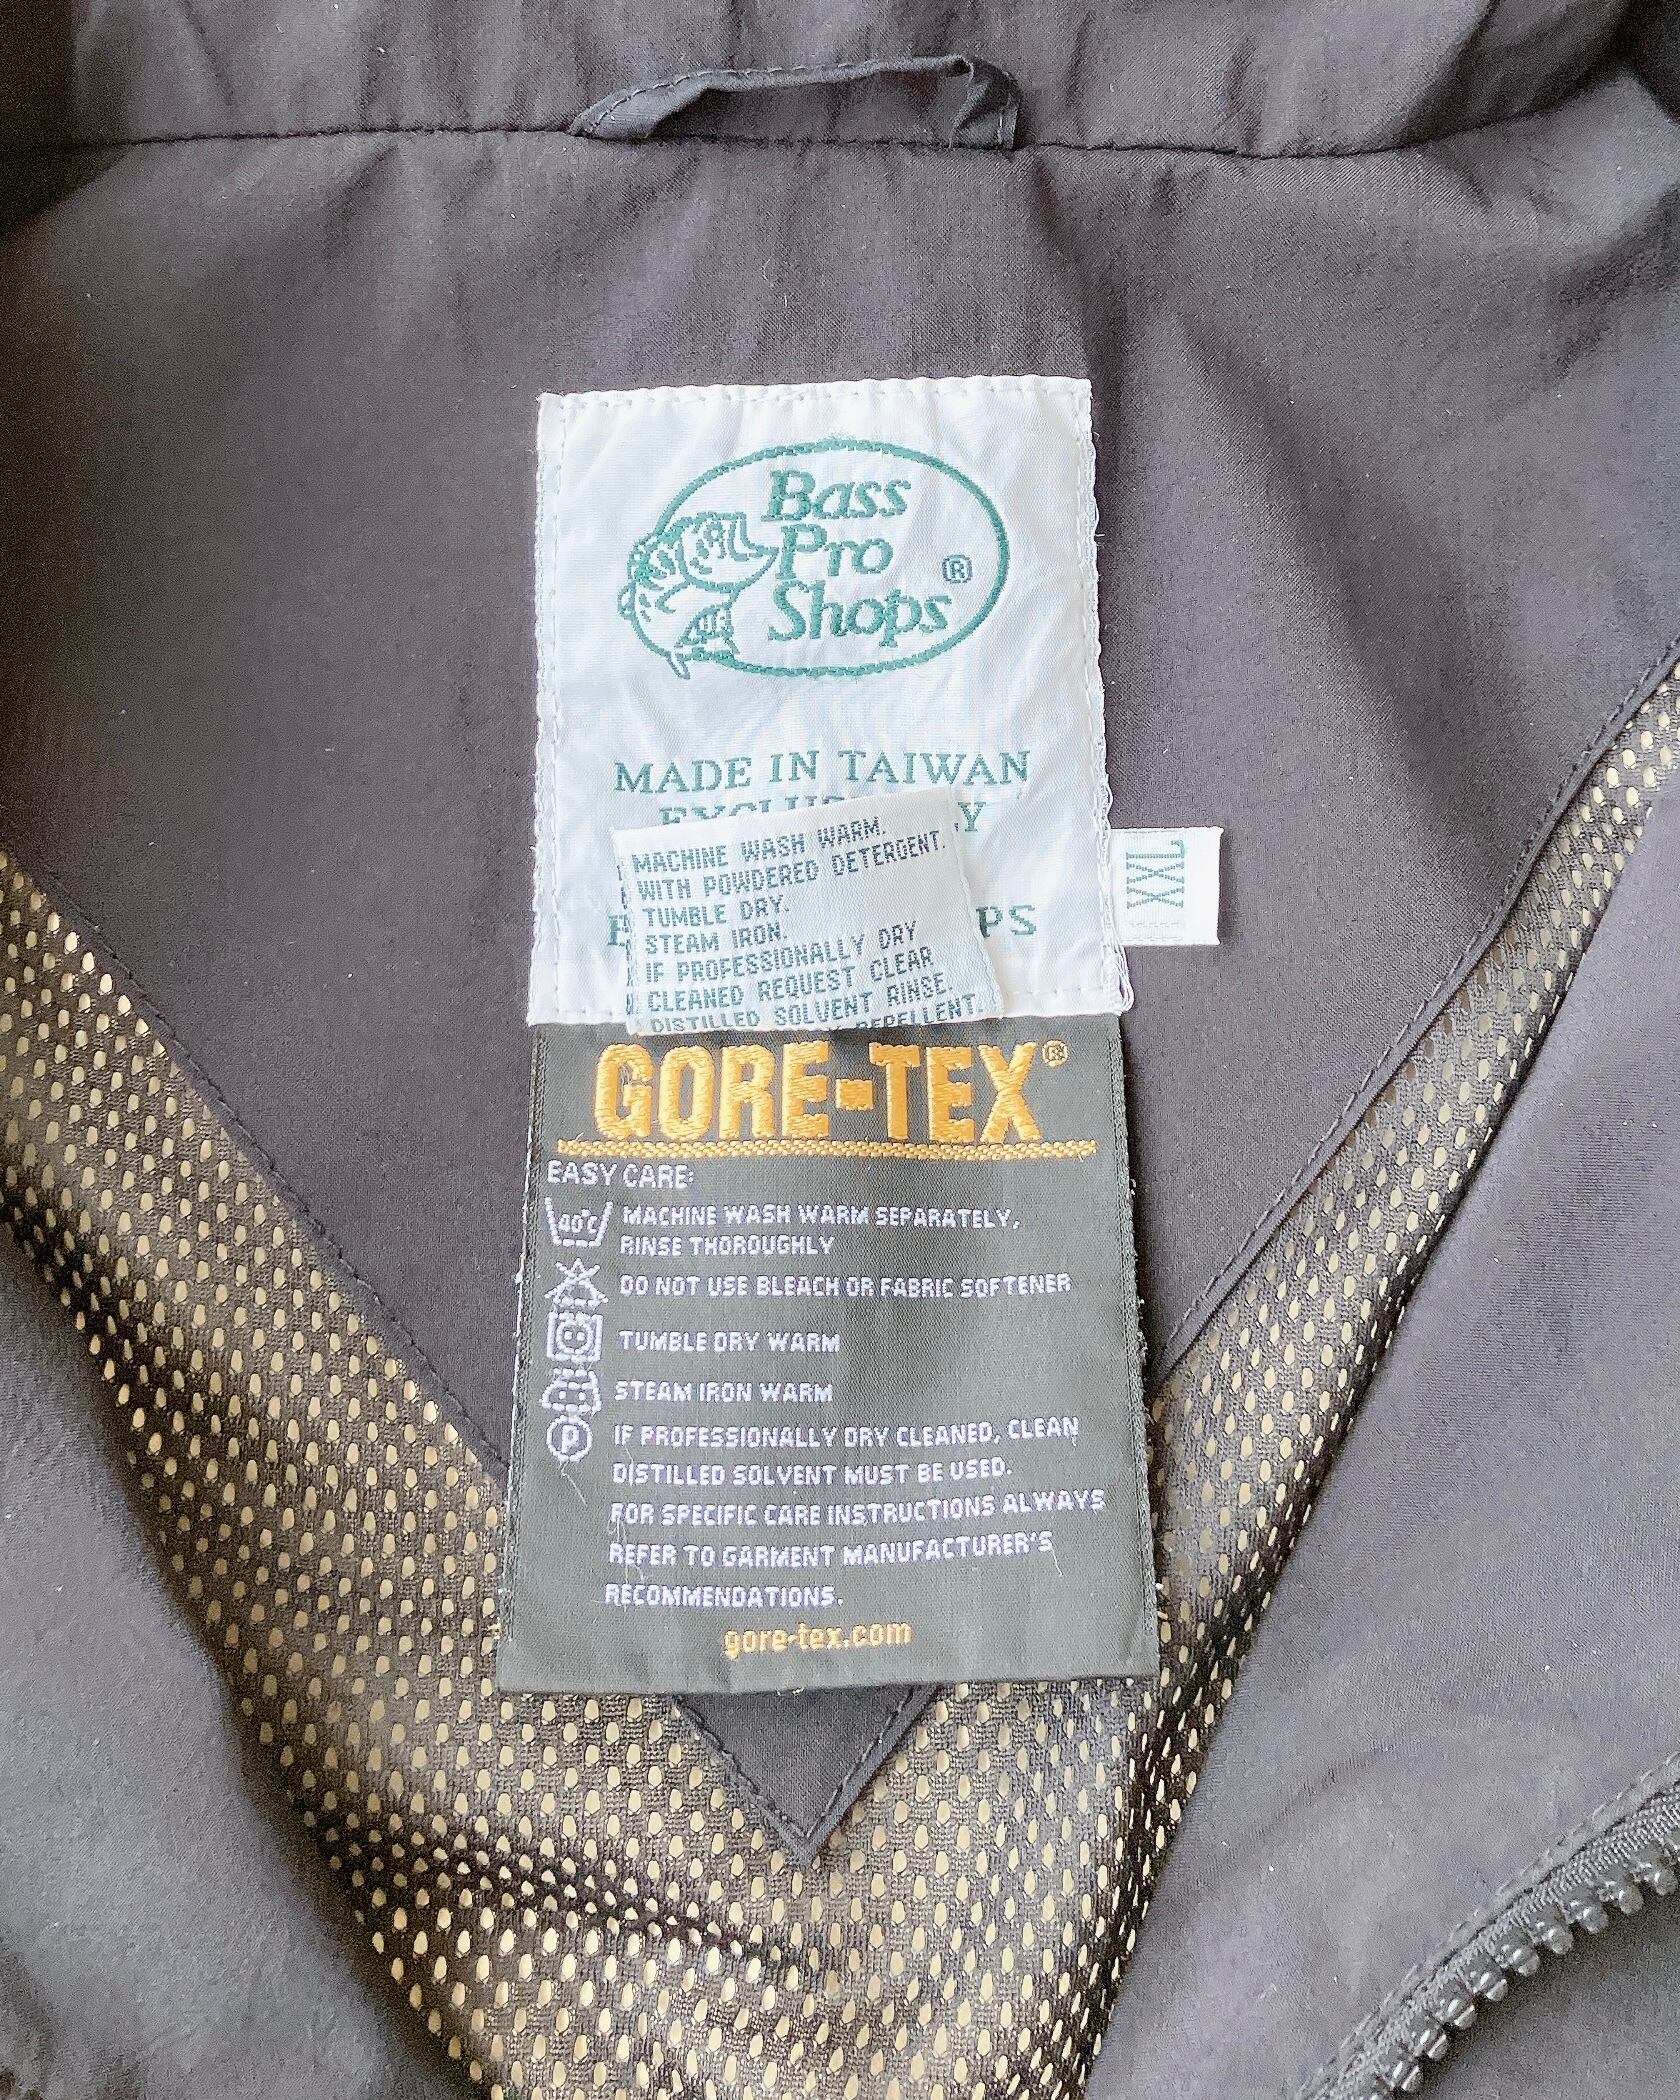 Bass
Pro
Shops ®
MADE IN TAIWAN
XXL
MACHINE WASH WARM.
WITH POWDERED DETERGENT.
TUMBLE DRY.
STEAM IRON.
IF PROFESSIONALLY DRY
CLEANED REQUEST CLEAR
DISTILLED SOLVENT RINSE
REPELLENT.
GORE-TEX®
EASY CARE:
40°C MACHINE WASH WARM SEPARATELY,
RINSE THOROUGHLY
DO NOT USE BLEACH OR FABRIC SOFTENER
TUMBLE DRY WARM
STEAM IRON WARM
P IF PROFESSIONALLY DRY CLEANED, CLEAN
DISTILLED SOLVENT MUST BE USED.
FOR SPECIFIC CARE INSTRUCTIONS ALWAYS
REFER TO GARMENT MANUFACTURER'S
RECOMMENDATIONS.
gore-tex.com